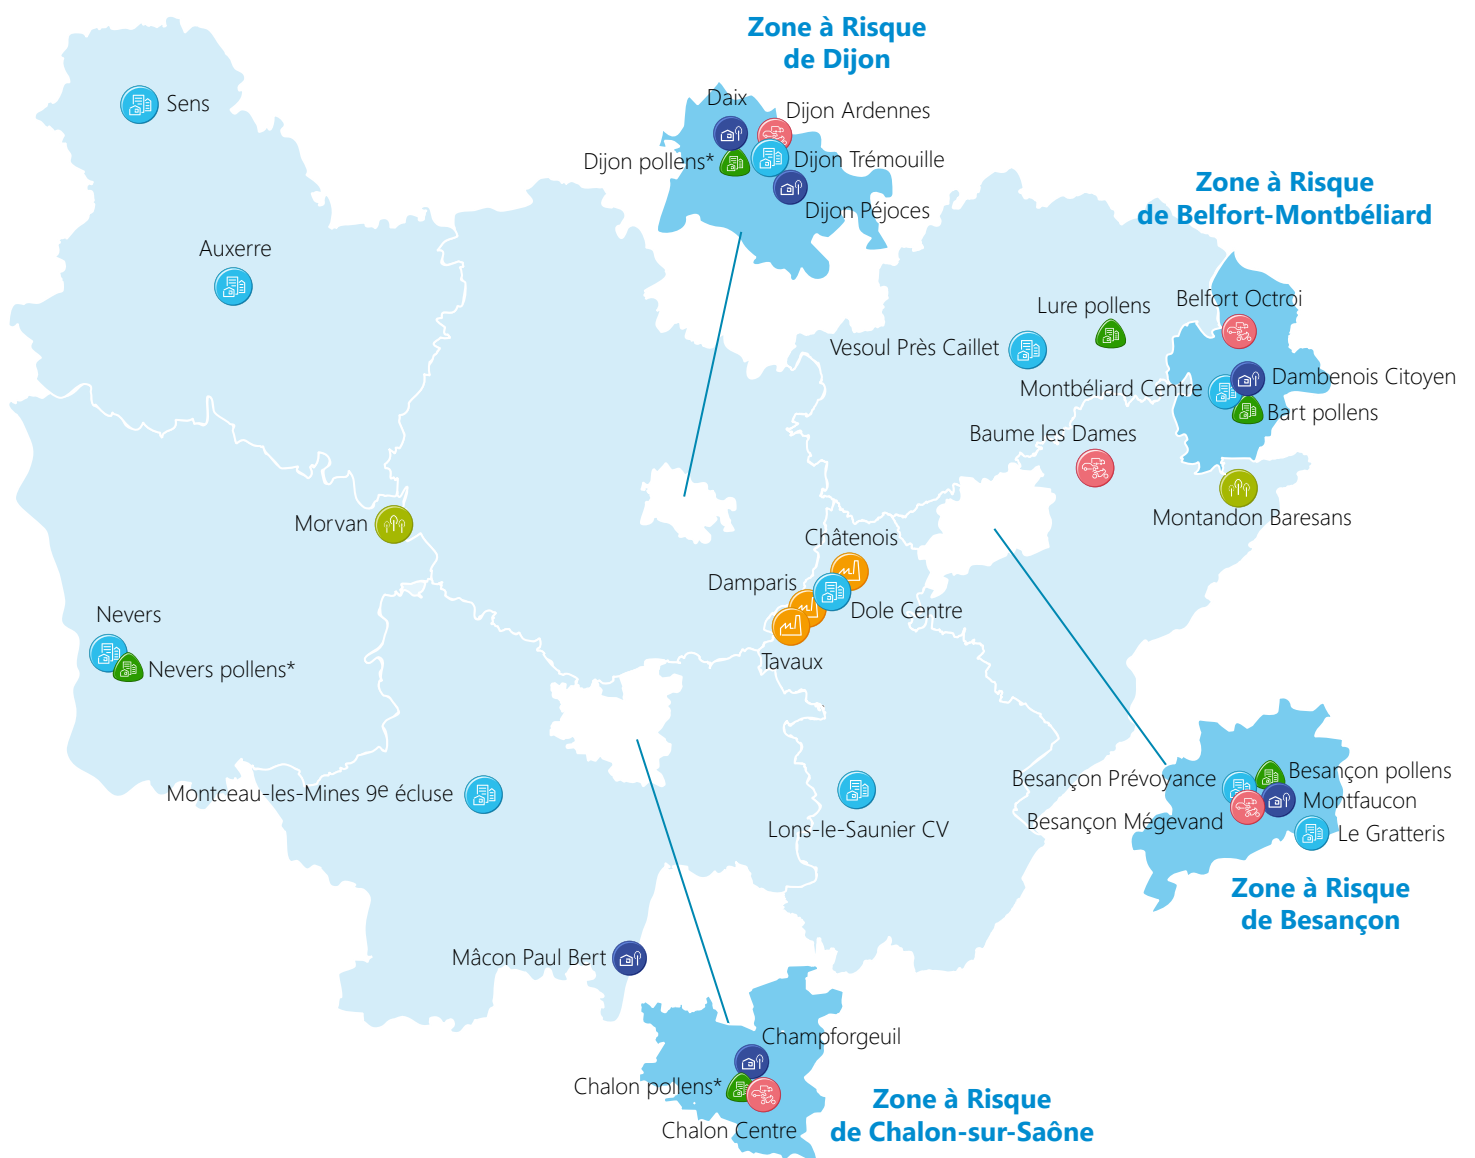 Zone à Risque
de Dijon
Daix
Dijon Ardennes
Dijon pollens*
Dijon Trémouille
Dijon Péjoces
Sens
Auxerre
Zone à Risque
de Belfort-Montbéliard
Belfort Octroi
Lure pollens
Vesoul Près Caillet
Montbéliard Centre
Dambenois Citoyen
Bart pollens
Baume les Dames
Montandon Baresans
Morvan
Châtenois
Damparis
Dole Centre
Tavaux
Nevers
Nevers pollens*
Montceau-les-Mines 9e écluse
Lons-le-Saunier CV
Besançon Prévoyance
Besançon pollens
Montfaucon
Besançon Mégevand
Le Gratteris
Zone à Risque
de Besançon
Mâcon Paul Bert
Champforgeuil
Chalon pollens*
Chalon Centre
Zone à Risque
de Chalon-sur-Saône